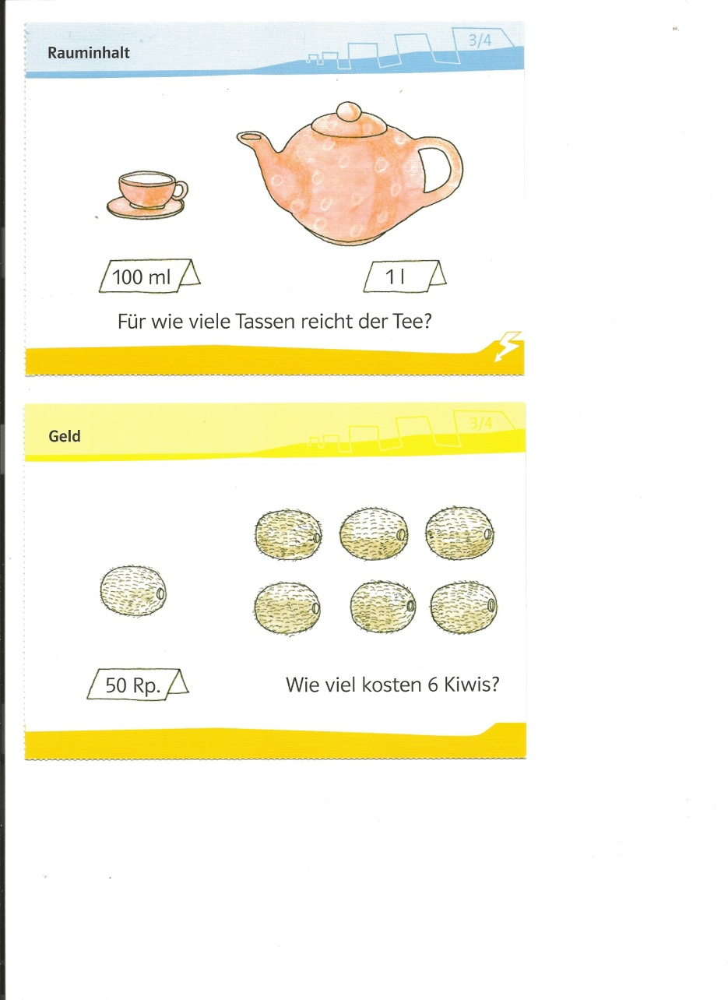 Rauminhalt
3/4
100 ml
1 l
Für wie viele Tassen reicht der Tee?
Geld
3/4
50 Rp.
Wie viel kosten 6 Kiwis?